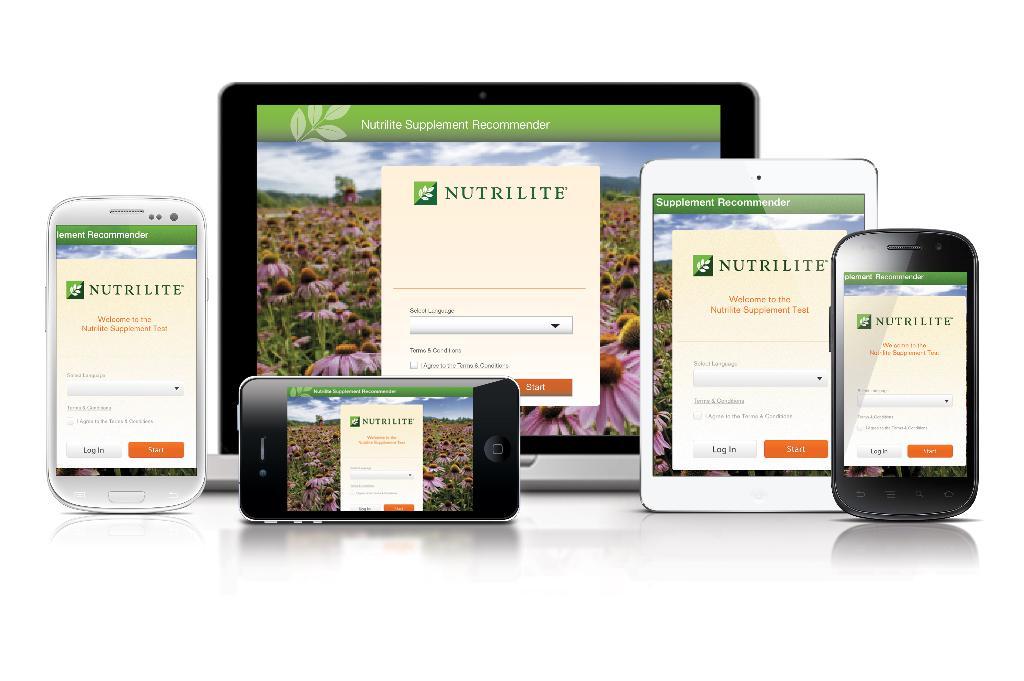 Nutrilite Supplement Recommender
NUTRILITE
Select Language
Terms & Conditions
I Agree to the Terms & Conditions
Start
lement Recommender
NUTRILITE™
Welcome to the
Nutrilite Supplement Test
Select Language
Terms & Conditions
I Agree to the Terms & Conditions
Log In
Start
Nutrilite Supplement Recommender
NUTRILITE
Welcome to the
Nutrilite Supplement Test
Select Language
Terms & Conditions
I Agree to the Terms & Conditions
Log In
Start
Supplement Recommender
NUTRILITE
Welcome to the
Nutrilite Supplement Test
Select Language
Terms & Conditions
I Agree to the Terms & Conditions
Log In
Start
plement Recommender
NUTRILITE™
Welcome to the
Nutrilite Supplement Test
Select Language
Terms & Conditions
I Agree to the Terms & Conditions
Log In
Start